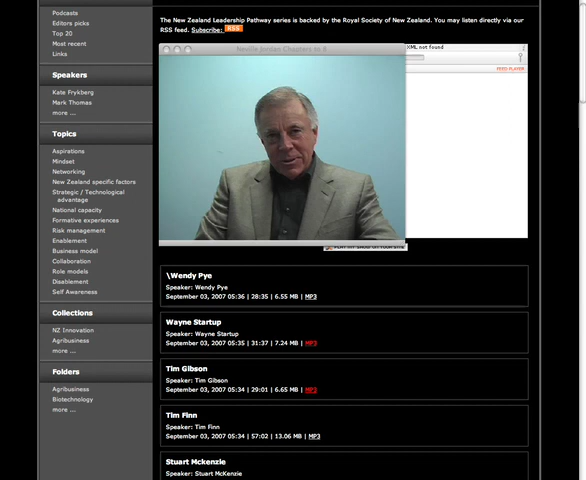 Podcasts
Editors picks
Top 20
Most recent
Links
Speakers
Kate Frykberg
Mark Thomas
more ...
Topics
Aspirations
Mindset
Networking
New Zealand specific factors
Strategic / Technological
advantage
National capacity
Formative experiences
Risk management
Enablement
Business model
Collaboration
Role models
Disablement
Self Awareness
Collections
NZ Innovation
Agribusiness
more ...
Folders
Agribusiness
Biotechnology
more ...
The New Zealand Leadership Pathway series is backed by the Royal Society of New Zealand. You may listen directly via our
RSS feed. Subscribe: RSS
Neville Jordan Chapters to 8
XML not found
FEED PLAYER
\Wendy Pye
Speaker: Wendy Pye
September 03, 2007 05:36 | 28:35 | 6.55 MB | MP3
Wayne Startup
Speaker: Wayne Startup
September 03, 2007 05:35 | 31:37 | 7.24 MB | MP3
Tim Gibson
Speaker: Tim Gibson
September 03, 2007 05:34 | 29:01 | 6.65 MB | MP3
Tim Finn
Speaker: Tim Finn
September 03, 2007 05:34 | 57:02 | 13.06 MB | MP3
Stuart Mckenzie
Speaker: Stuart McKenzie